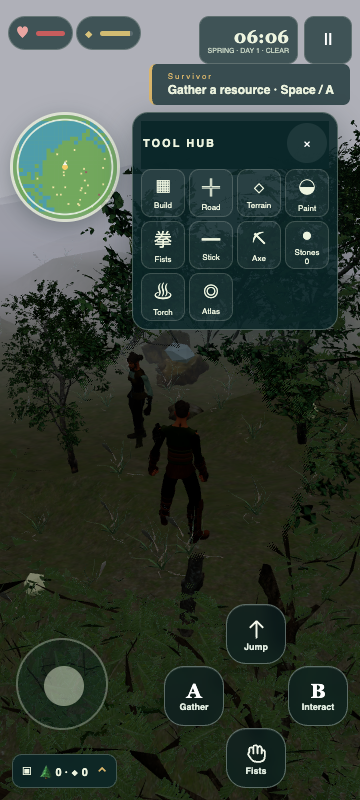 06:06
SPRING · DAY 1 · CLEAR
Survivor
Gather a resource · Space / A
TOOL HUB
×
Build
Road
Terrain
Paint
拳
Fists
Stick
Axe
Stones
0
Torch
Atlas
Jump
A
Gather
B
Interact
Fists
0 · ◆ 0